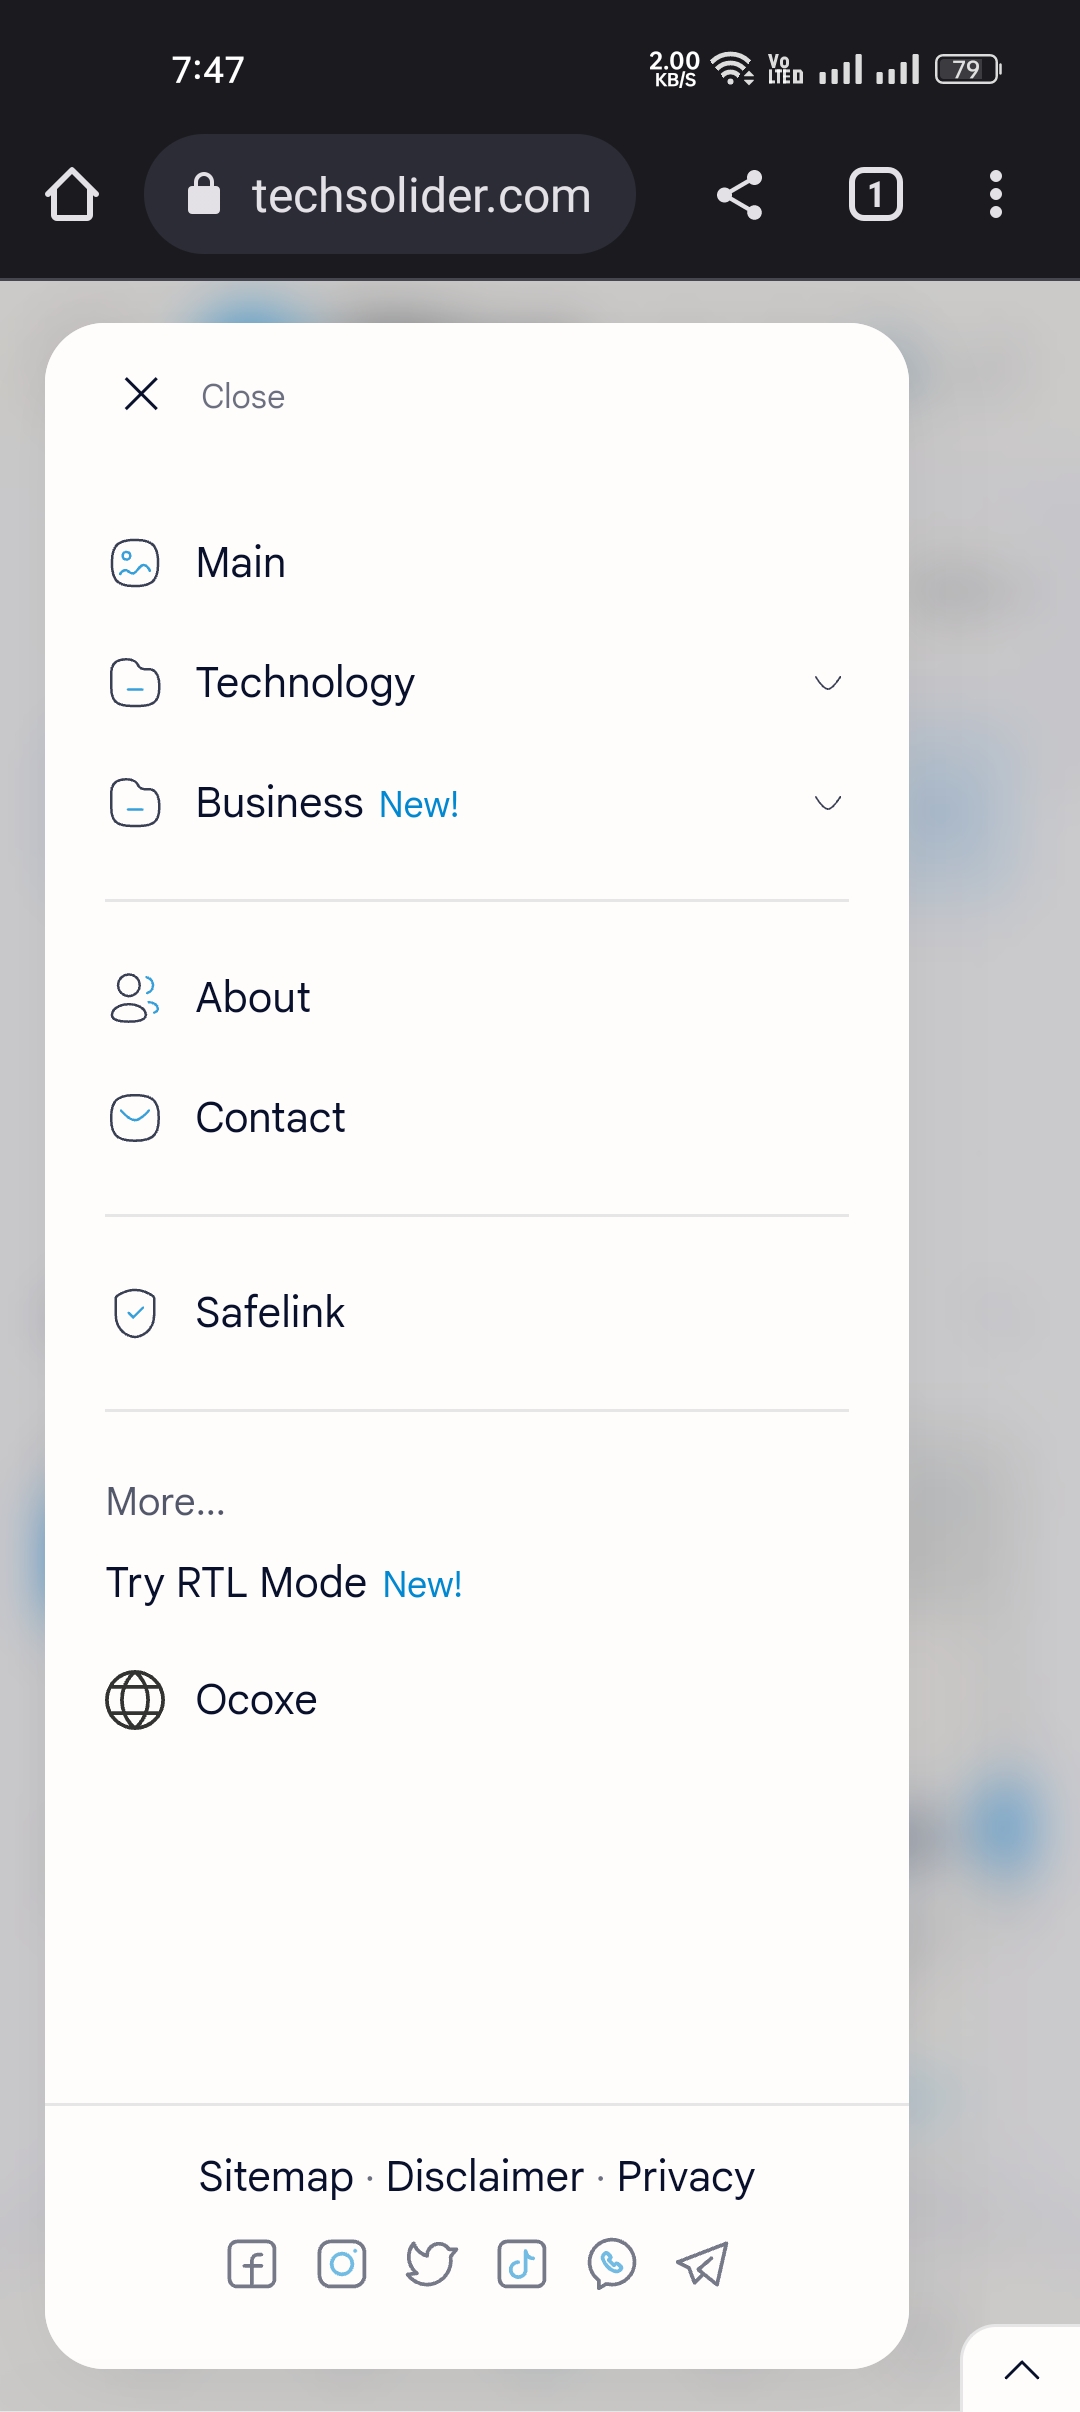 7:47
2.00
KB/S
Vo
LTE
79
techsolider.com
1
Close
Main
Technology
Business New!
About
Contact
Safelink
More...
Try RTL Mode New!
Ocoxe
Sitemap · Disclaimer · Privacy